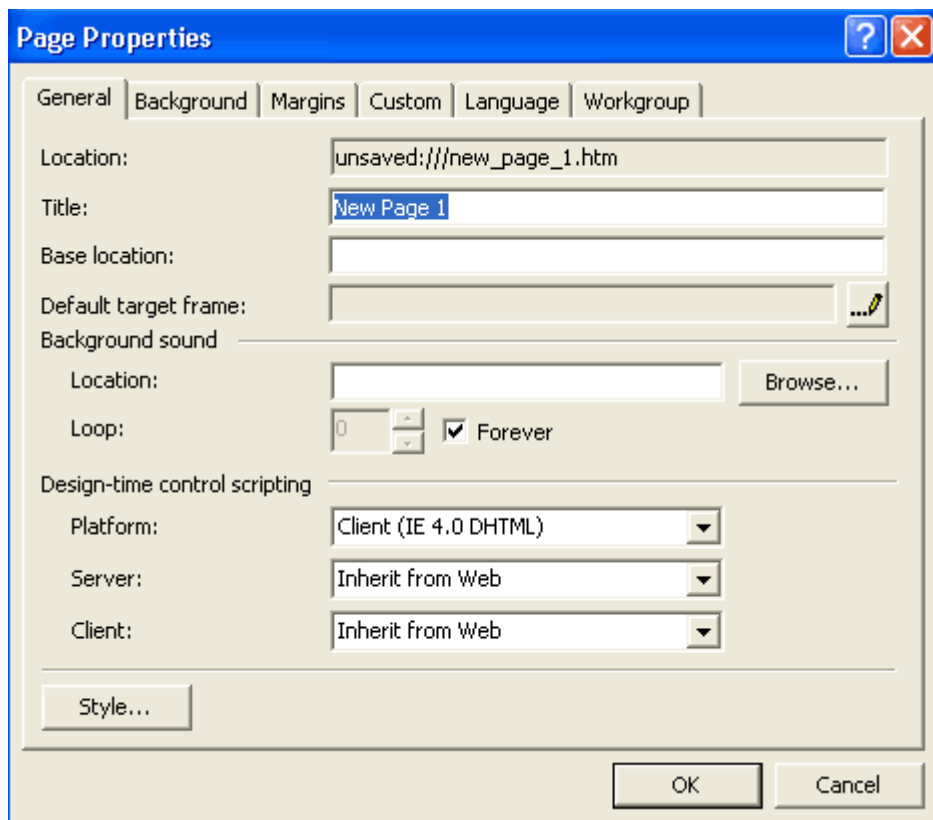 Page Properties
General Background Margins Custom Language Workgroup
Location: unsaved:///new_page_1.htm
Title: New Page 1
Base location:
Default target frame: ...
Background sound
Location: Browse...
Loop: 0 Forever
Design-time control scripting
Platform: Client (IE 4.0 DHTML)
Server: Inherit from Web
Client: Inherit from Web
Style...
OK Cancel